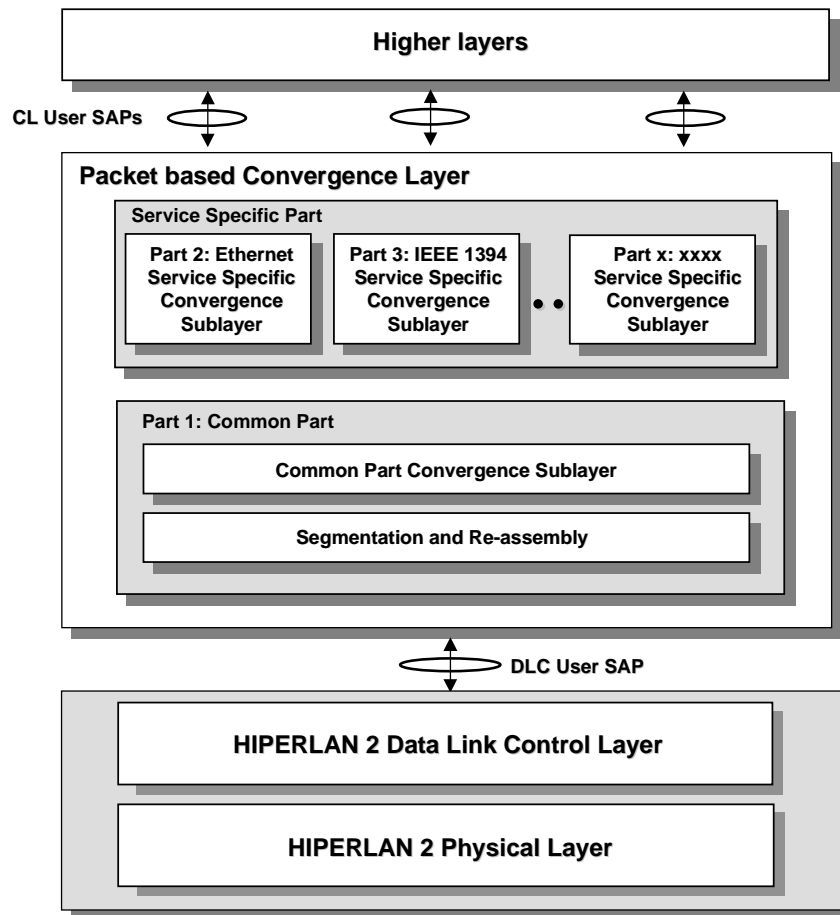 Higher layers
CL User SAPs
Packet based Convergence Layer
Service Specific Part
Part 2: Ethernet
Service Specific
Convergence
Sublayer
Part 3: IEEE 1394
Service Specific
Convergence
Sublayer
Part x: xxxx
Service Specific
Convergence
Sublayer
Part 1: Common Part
Common Part Convergence Sublayer
Segmentation and Re-assembly
DLC User SAP
HIPERLAN 2 Data Link Control Layer
HIPERLAN 2 Physical Layer